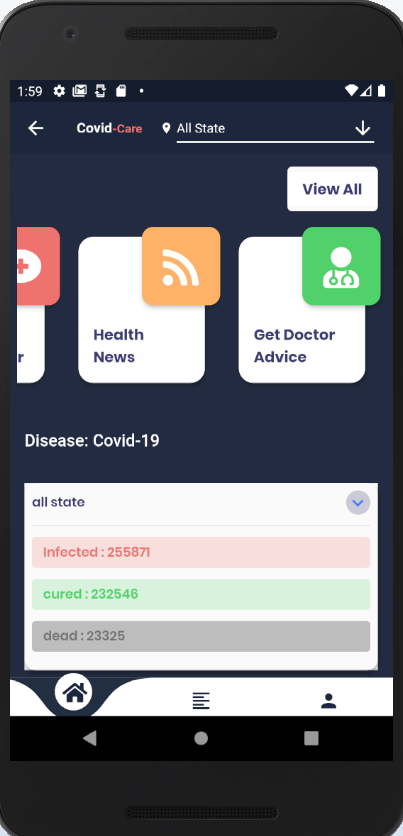 1:59
Covid-Care
All State
View All
r
Health
News
Get Doctor
Advice
Disease: Covid-19
all state
Infected : 255871
cured : 232546
dead : 23325